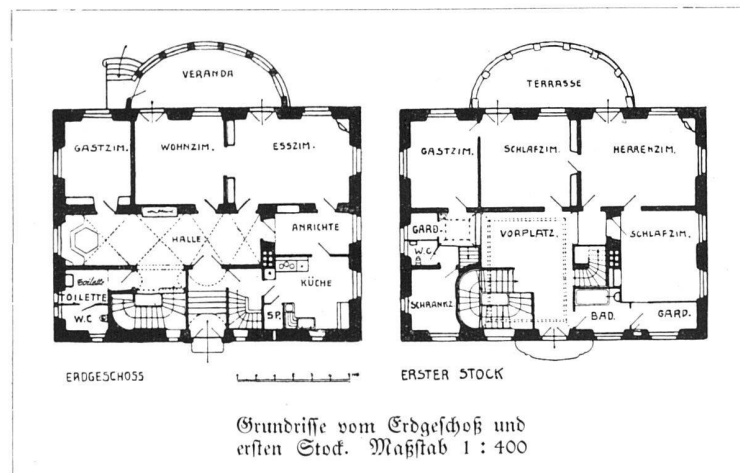 VERANDA
GASTZIM.
WOHNZIM.
ESSZIM.
HALLE
ANRICHTE
Toilette
TOILETTE
W.C
KÜCHE
SP.
ERDGESCHOSS
TERRASSE
GASTZIM.
SCHLAFZIM.
HERRENZIM.
GARD.
VORPLATZ.
SCHLAFZIM.
W.C
SCHRANKZ.
BAD.
GARD.
ERSTER STOCK
Grundrisse vom Erdgeschoß und
ersten Stock. Maßstab 1 : 400